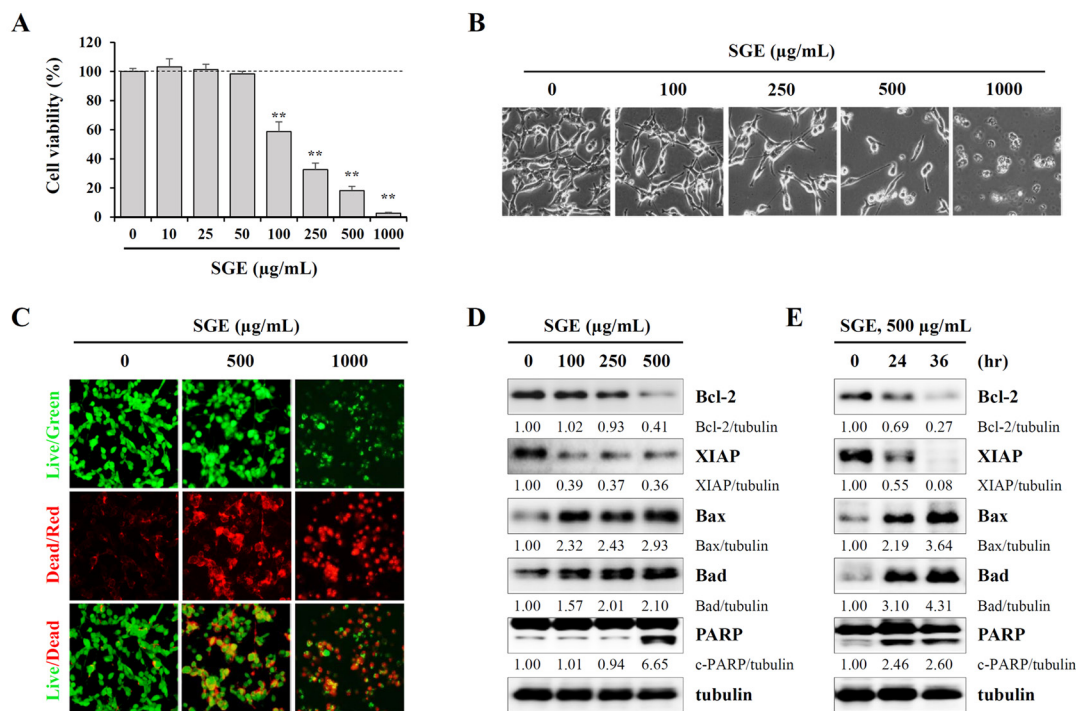 A
Cell viability (%)
120
100
80
60
40
20
0
**
**
**
**
0 10 25 50 100 250 500 1000
SGE (µg/mL)
B
SGE (µg/mL)
0 100 250 500 1000
C
SGE (µg/mL)
0 500 1000
Live/Green
Dead/Red
Live/Dead
D
SGE (µg/mL)
0 100 250 500
Bcl-2
1.00 1.02 0.93 0.41 Bcl-2/tubulin
XIAP
1.00 0.39 0.37 0.36 XIAP/tubulin
Bax
1.00 2.32 2.43 2.93 Bax/tubulin
Bad
1.00 1.57 2.01 2.10 Bad/tubulin
PARP
1.00 1.01 0.94 6.65 c-PARP/tubulin
tubulin
E
SGE, 500 µg/mL
0 24 36 (hr)
Bcl-2
1.00 0.69 0.27 Bcl-2/tubulin
XIAP
1.00 0.55 0.08 XIAP/tubulin
Bax
1.00 2.19 3.64 Bax/tubulin
Bad
1.00 3.10 4.31 Bad/tubulin
PARP
1.00 2.46 2.60 c-PARP/tubulin
tubulin